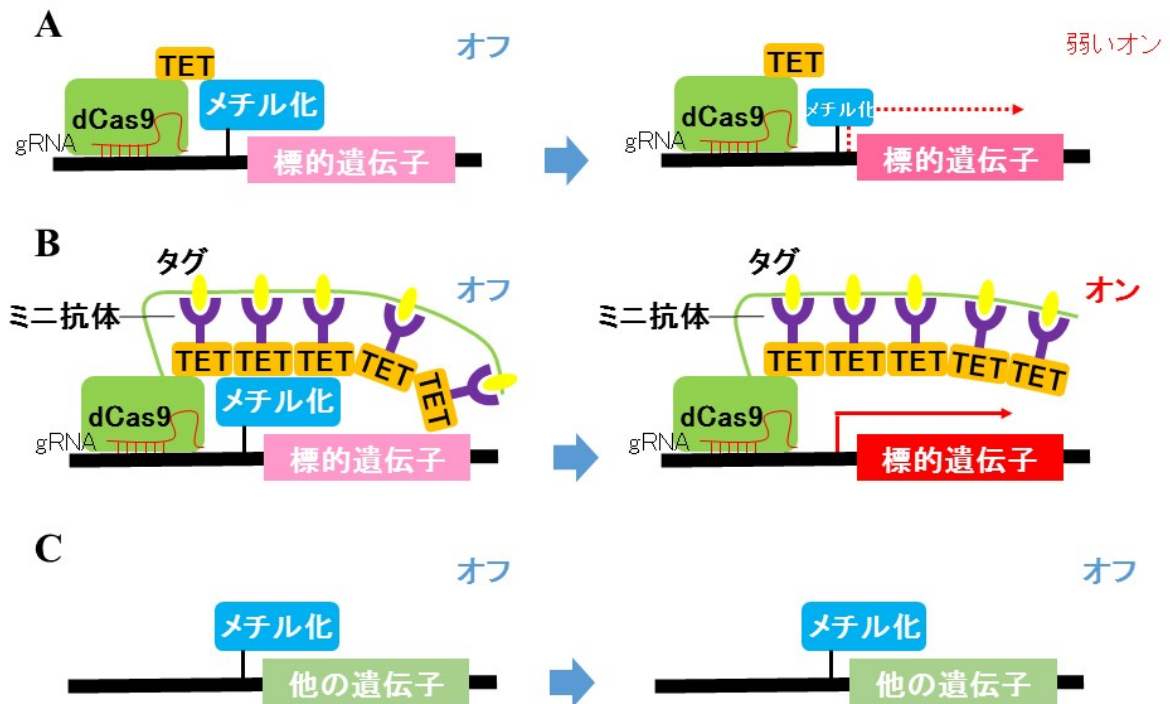 A
オフ
弱いオン
TET
TET
dCas9
メチル化
dCas9
メチル化
gRNA
標的遺伝子
gRNA
標的遺伝子
B
タグ
オフ
タグ
オン
ミニ抗体
ミニ抗体
TET TET TET TET TET
TET TET TET TET TET
dCas9
メチル化
dCas9
gRNA
標的遺伝子
gRNA
標的遺伝子
C
オフ
オフ
メチル化
メチル化
他の遺伝子
他の遺伝子